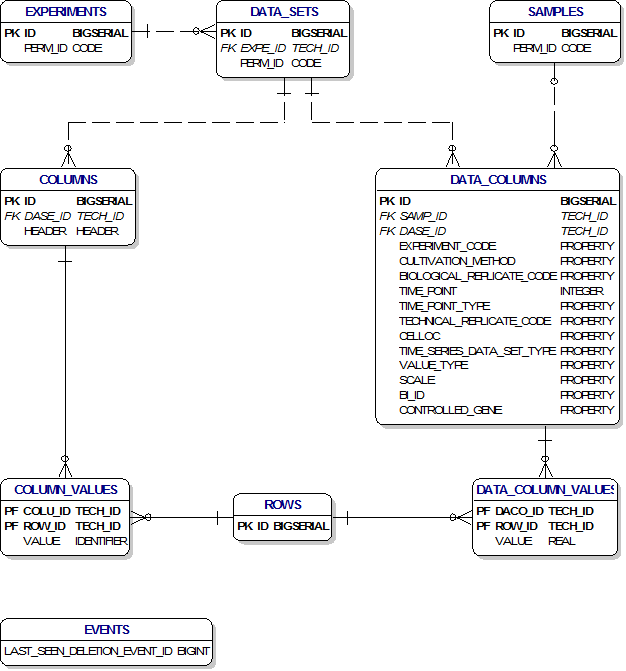 EXPERIMENTS
PK ID BIGSERIAL
PERM_ID CODE
DATA_SETS
PK ID BIGSERIAL
FK EXPE_ID TECH_ID
PERM_ID CODE
SAMPLES
PK ID BIGSERIAL
PERM_ID CODE
COLUMNS
PK ID BIGSERIAL
FK DASE_ID TECH_ID
HEADER HEADER
DATA_COLUMNS
PK ID BIGSERIAL
FK SAMP_ID TECH_ID
FK DASE_ID TECH_ID
EXPERIMENT_CODE PROPERTY
CULTIVATION_METHOD PROPERTY
BIOLOGICAL_REPLICATE_CODE PROPERTY
TIME_POINT INTEGER
TIME_POINT_TYPE PROPERTY
TECHNICAL_REPLICATE_CODE PROPERTY
CELLOC PROPERTY
TIME_SERIES_DATA_SET_TYPE PROPERTY
VALUE_TYPE PROPERTY
SCALE PROPERTY
BI_ID PROPERTY
CONTROLLED_GENE PROPERTY
COLUMN_VALUES
PF COLU_ID TECH_ID
PF ROW_ID TECH_ID
VALUE IDENTIFIER
ROWS
PK ID BIGSERIAL
DATA_COLUMN_VALUES
PF DACO_ID TECH_ID
PF ROW_ID TECH_ID
VALUE REAL
EVENTS
LAST_SEEN_DELETION_EVENT_ID BIGINT